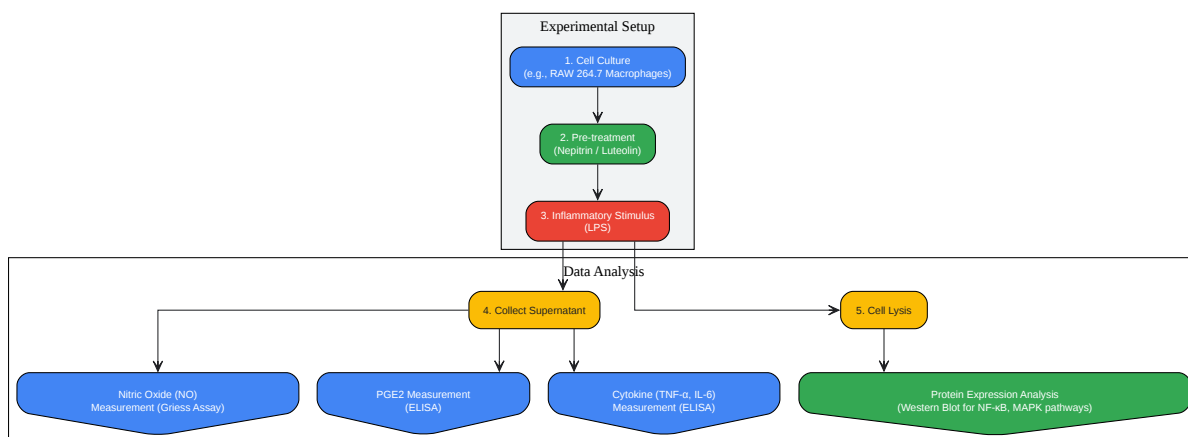 Experimental Setup
1. Cell Culture
(e.g., RAW 264.7 Macrophages)
2. Pre-treatment
(Nepitrin / Luteolin)
3. Inflammatory Stimulus
(LPS)
Data Analysis
4. Collect Supernatant
5. Cell Lysis
Nitric Oxide (NO)
Measurement (Griess Assay)
PGE2 Measurement
(ELISA)
Cytokine (TNF-α, IL-6)
Measurement (ELISA)
Protein Expression Analysis
(Western Blot for NF-κB, MAPK pathways)